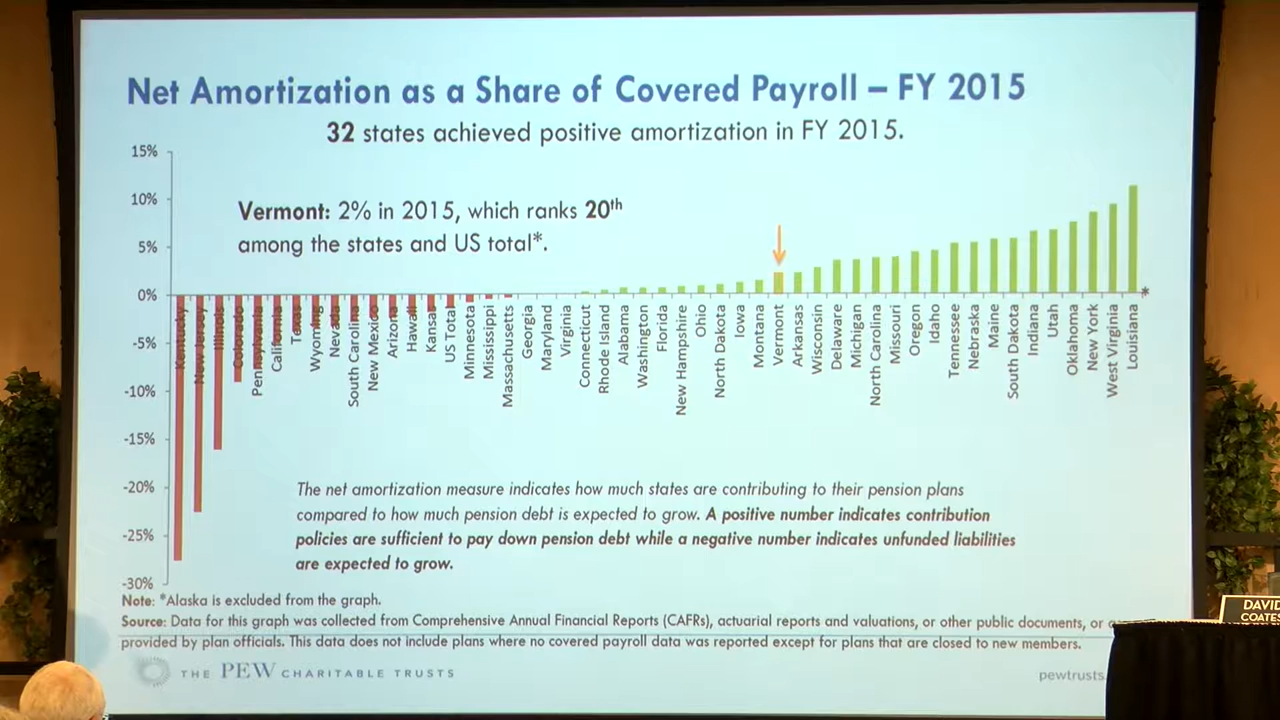 Net Amortization as a Share of Covered Payroll – FY 2015
32 states achieved positive amortization in FY 2015.
15%
10%
5%
0%
-5%
-10%
-15%
-20%
-25%
-30%
Vermont: 2% in 2015, which ranks 20th
among the states and US total*.
Kentucky
New Jersey
Illinois
Colorado
Pennsylvania
California
Texas
Wyoming
Nevada
South Carolina
New Mexico
Arizona
Hawaii
Kansas
US Total
Minnesota
Mississippi
Massachusetts
Georgia
Maryland
Virginia
Connecticut
Rhode Island
Alabama
Washington
Florida
New Hampshire
Ohio
North Dakota
Iowa
Montana
Vermont
Arkansas
Wisconsin
Delaware
Michigan
North Carolina
Missouri
Oregon
Idaho
Tennessee
Nebraska
Maine
South Dakota
Indiana
Utah
Oklahoma
New York
West Virginia
Louisiana
*
The net amortization measure indicates how much states are contributing to their pension plans
compared to how much pension debt is expected to grow. A positive number indicates contribution
policies are sufficient to pay down pension debt while a negative number indicates unfunded liabilities
are expected to grow.
Note: *Alaska is excluded from the graph.
Source: Data for this graph was collected from Comprehensive Annual Financial Reports (CAFRs), actuarial reports and valuations, or other public documents, or
provided by plan officials. This data does not include plans where no covered payroll data was reported except for plans that are closed to new members.
THE PEW CHARITABLE TRUSTS
pewtrusts.
DAVID
COATES